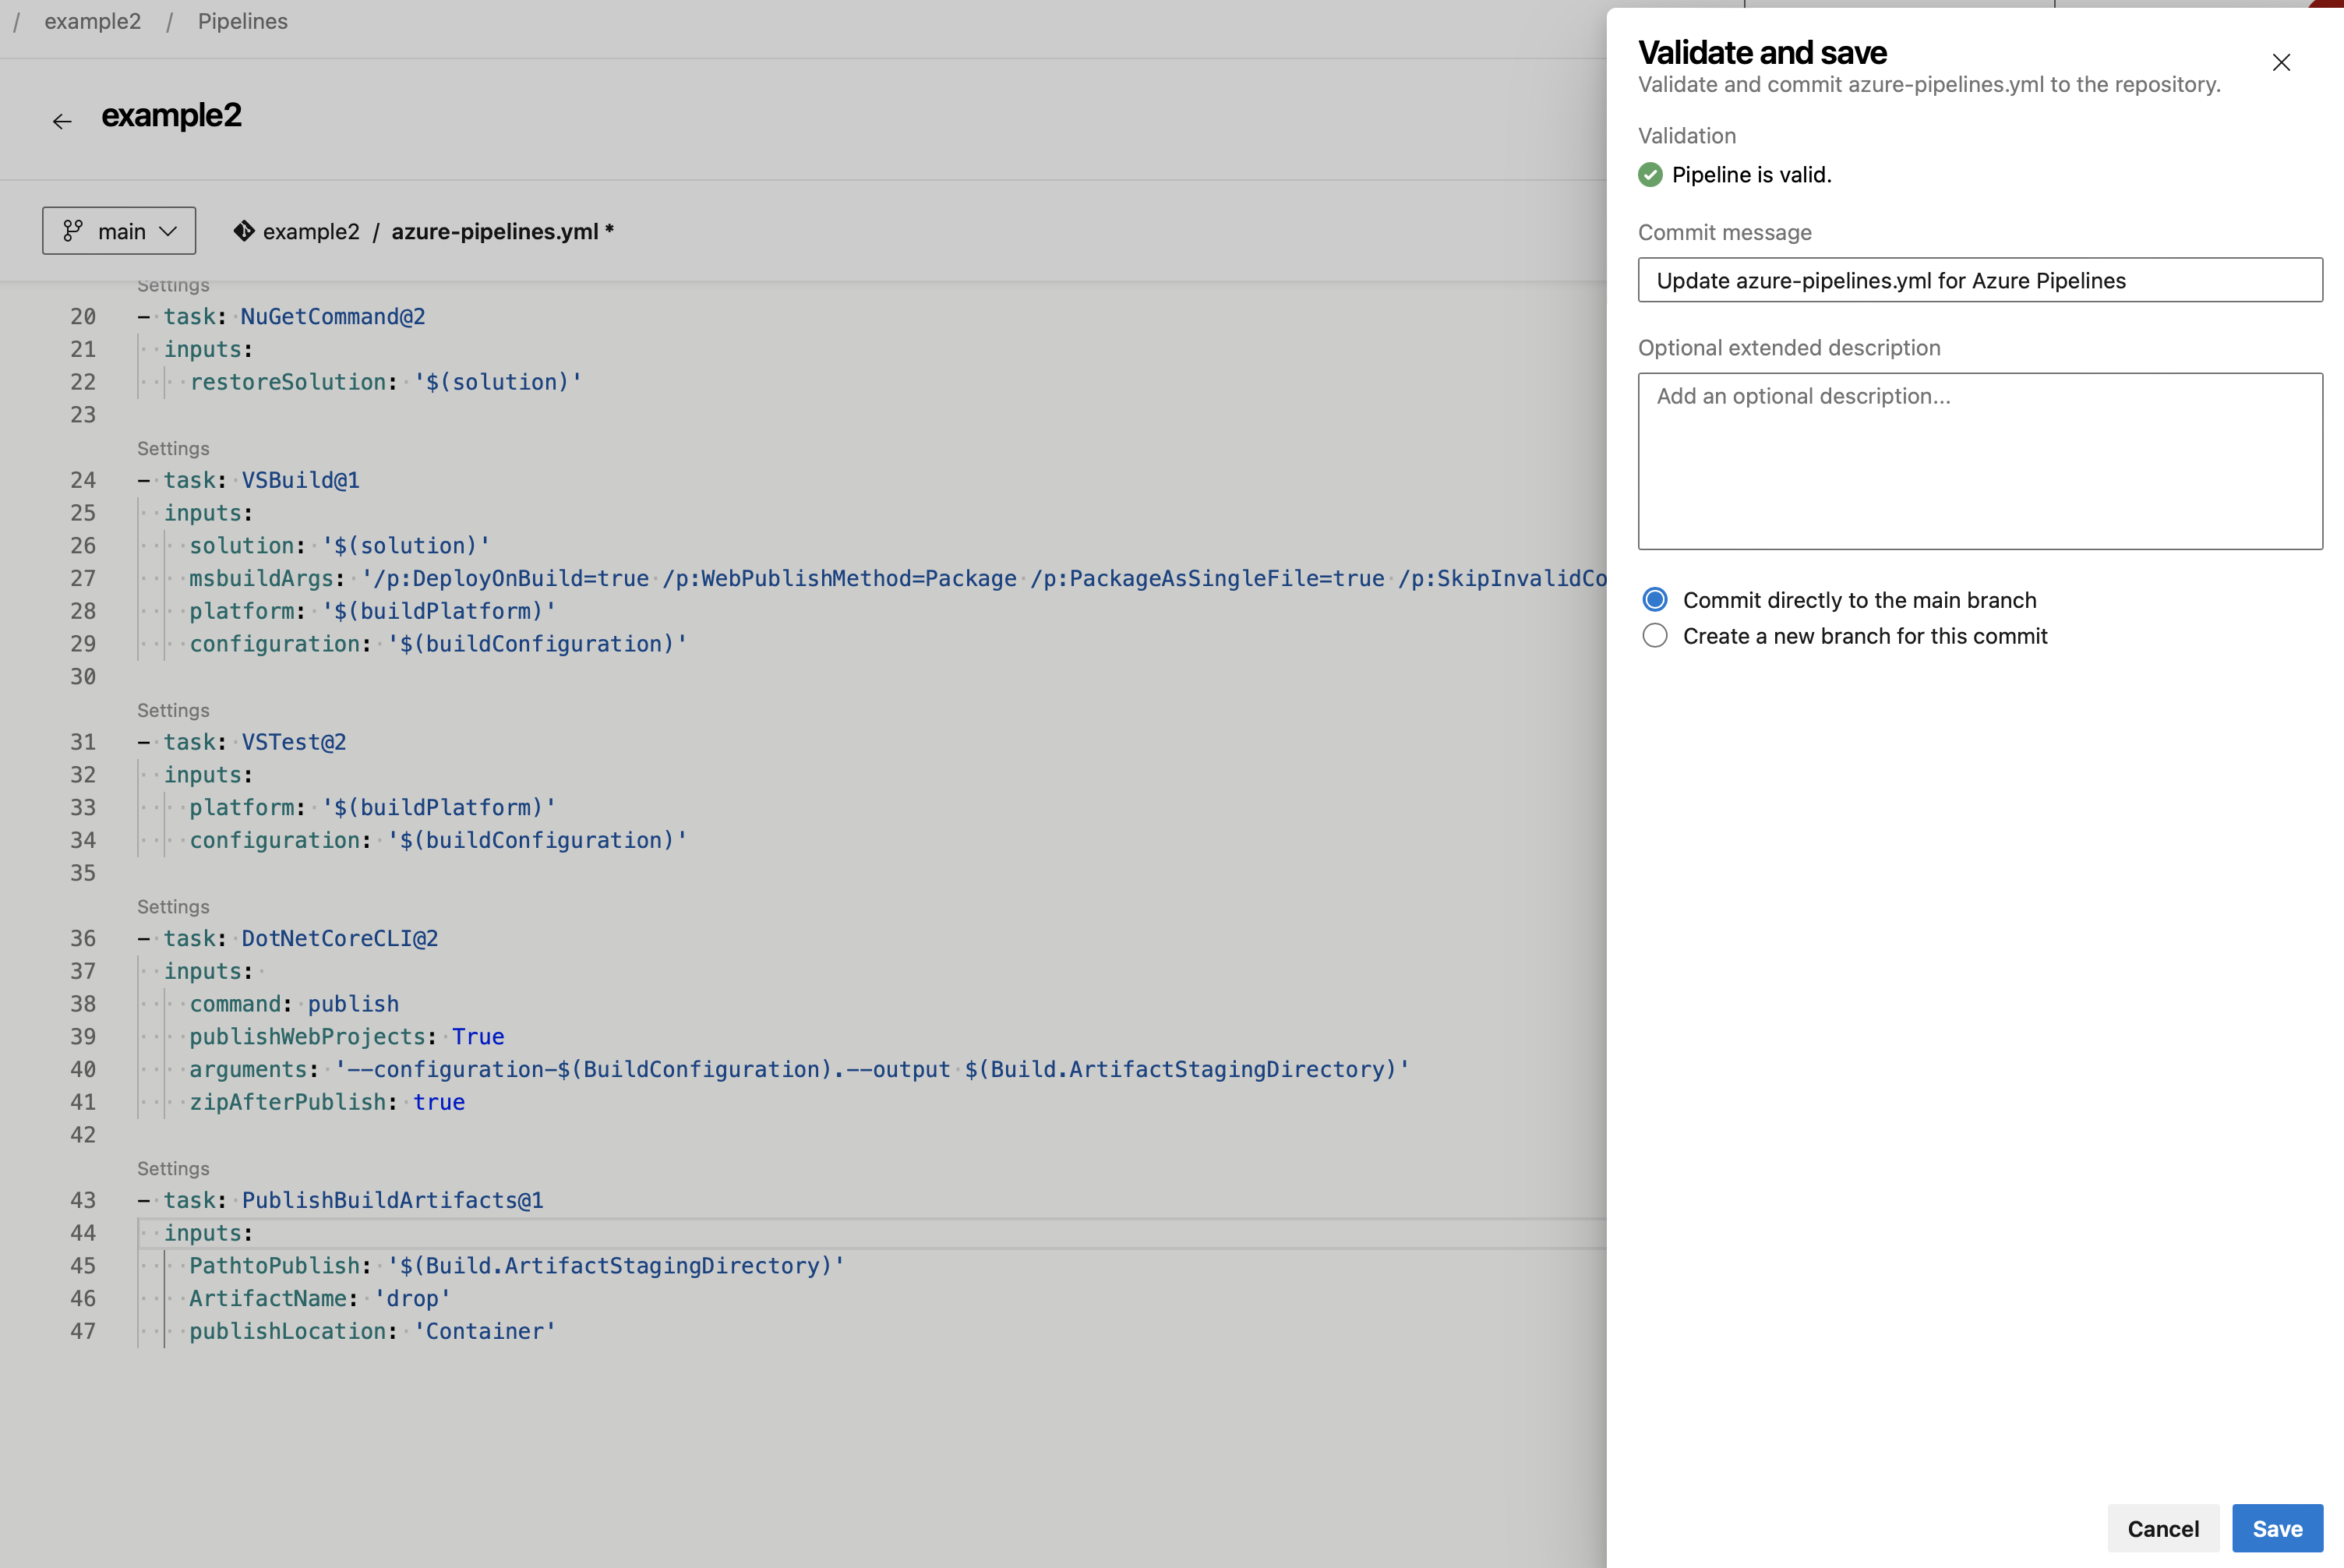 / example2 / Pipelines
example2
main
example2 / azure-pipelines.yml *
Settings
20 - task: NuGetCommand@2
21 inputs:
22 restoreSolution: '$(solution)'
23
Settings
24 - task: VSBuild@1
25 inputs:
26 solution: '$(solution)'
27 msbuildArgs: '/p:DeployOnBuild=true /p:WebPublishMethod=Package /p:PackageAsSingleFile=true /p:SkipInvalidCo
28 platform: '$(buildPlatform)'
29 configuration: '$(buildConfiguration)'
30
Settings
31 - task: VSTest@2
32 inputs:
33 platform: '$(buildPlatform)'
34 configuration: '$(buildConfiguration)'
35
Settings
36 - task: DotNetCoreCLI@2
37 inputs:
38 command: publish
39 publishWebProjects: True
40 arguments: '--configuration-$(BuildConfiguration).--output $(Build.ArtifactStagingDirectory)'
41 zipAfterPublish: true
42
Settings
43 - task: PublishBuildArtifacts@1
44 inputs:
45 PathtoPublish: '$(Build.ArtifactStagingDirectory)'
46 ArtifactName: 'drop'
47 publishLocation: 'Container'
Validate and save
Validate and commit azure-pipelines.yml to the repository.
Validation
Pipeline is valid.
Commit message
Update azure-pipelines.yml for Azure Pipelines
Optional extended description
Add an optional description...
Commit directly to the main branch
Create a new branch for this commit
Cancel
Save